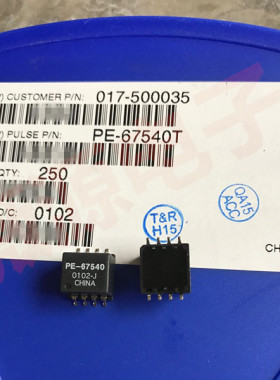 ) CUSTOMER P/N: 017-500035
) PULSE P/N: PE-67540T
QTY: 250
D/C: 0102
T&R
H15
QA15
ACC
CH
PE-67540
0102-J
CHINA